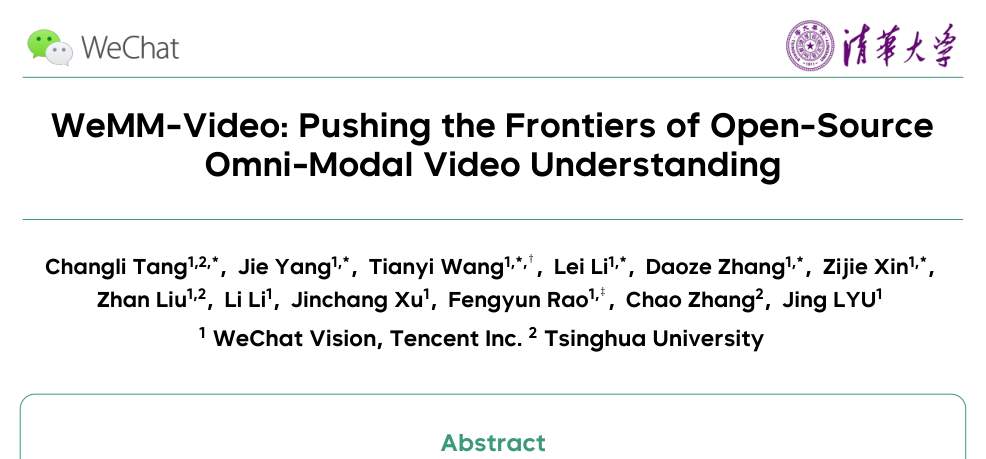 WeChat
清華大学
WeMM-Video: Pushing the Frontiers of Open-Source
Omni-Modal Video Understanding
Changli Tang1,2,*, Jie Yang1,*, Tianyi Wang1,*,†, Lei Li1,*, Daoze Zhang1,*, Zijie Xin1,*,
Zhan Liu1,2, Li Li1, Jinchang Xu1, Fengyun Rao1,‡, Chao Zhang2, Jing LYU1
1 WeChat Vision, Tencent Inc. 2 Tsinghua University
Abstract